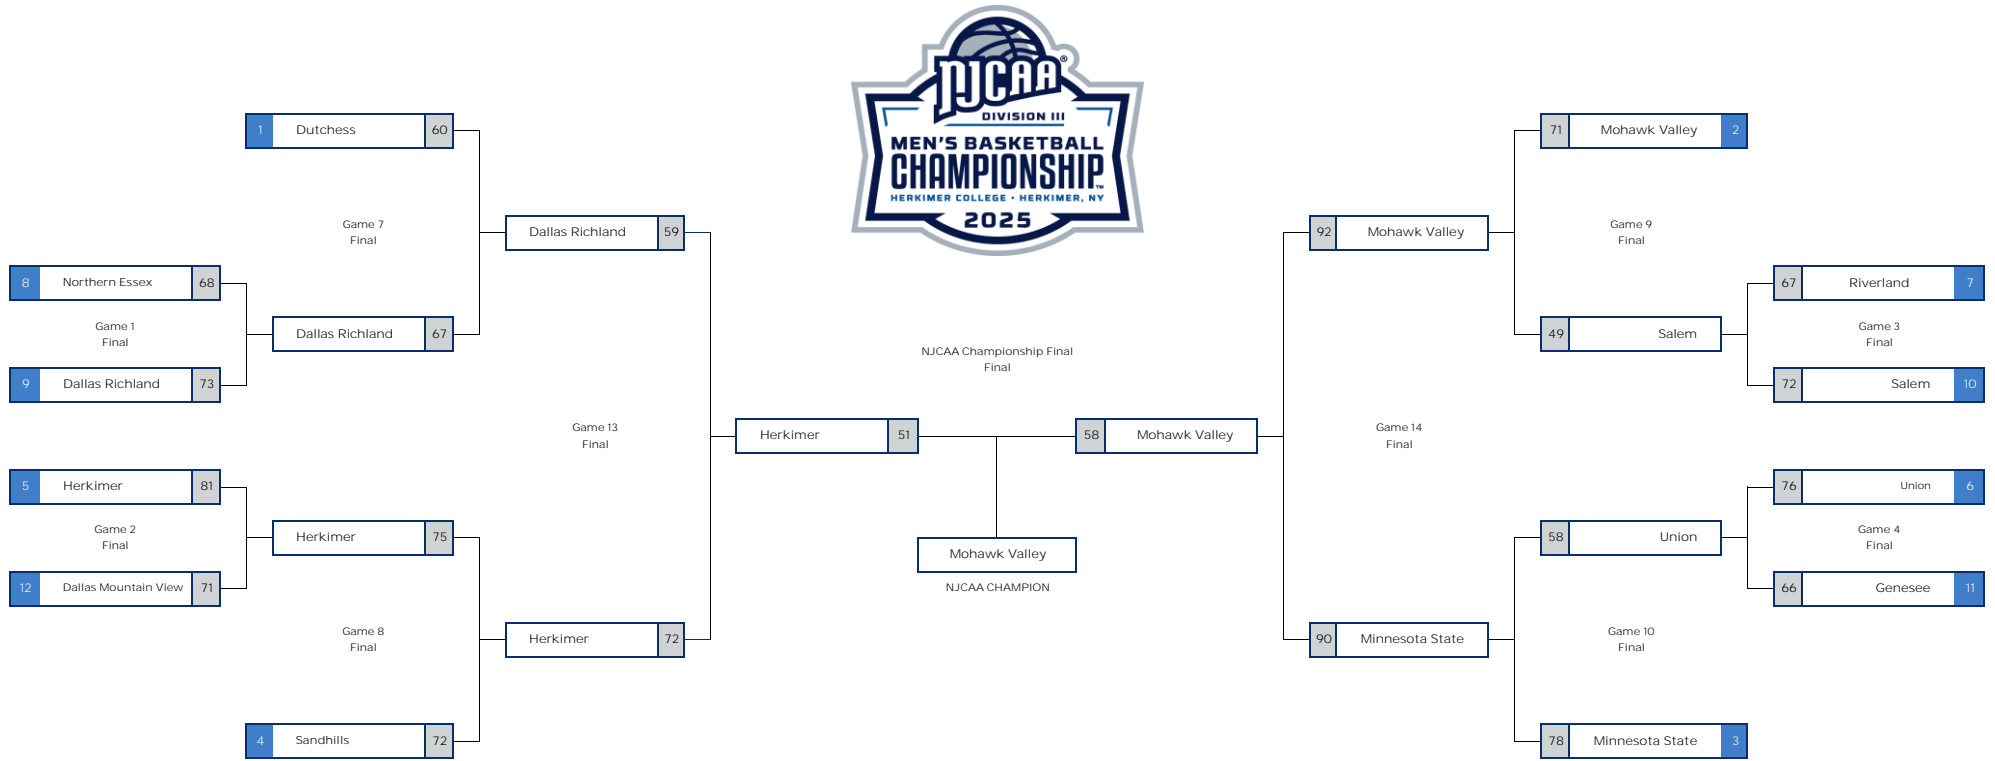 NJCAA®
DIVISION III
MEN'S BASKETBALL
CHAMPIONSHIP™
HERKIMER COLLEGE • HERKIMER, NY
2025
1 Dutchess 60
Game 7
Final
Dallas Richland 59
8 Northern Essex 68
Game 1
Final
Dallas Richland 67
9 Dallas Richland 73
Game 13
Final
5 Herkimer 81
Game 2
Final
Herkimer 75
12 Dallas Mountain View 71
Game 8
Final
Herkimer 72
4 Sandhills 72
NJCAA Championship Final
Final
Herkimer 51
58 Mohawk Valley
Mohawk Valley
NJCAA CHAMPION
71 Mohawk Valley 2
92 Mohawk Valley
Game 9
Final
67 Riverland 7
49 Salem
Game 3
Final
72 Salem 10
Game 14
Final
76 Union 6
58 Union
Game 4
Final
66 Genesee 11
90 Minnesota State
Game 10
Final
78 Minnesota State 3